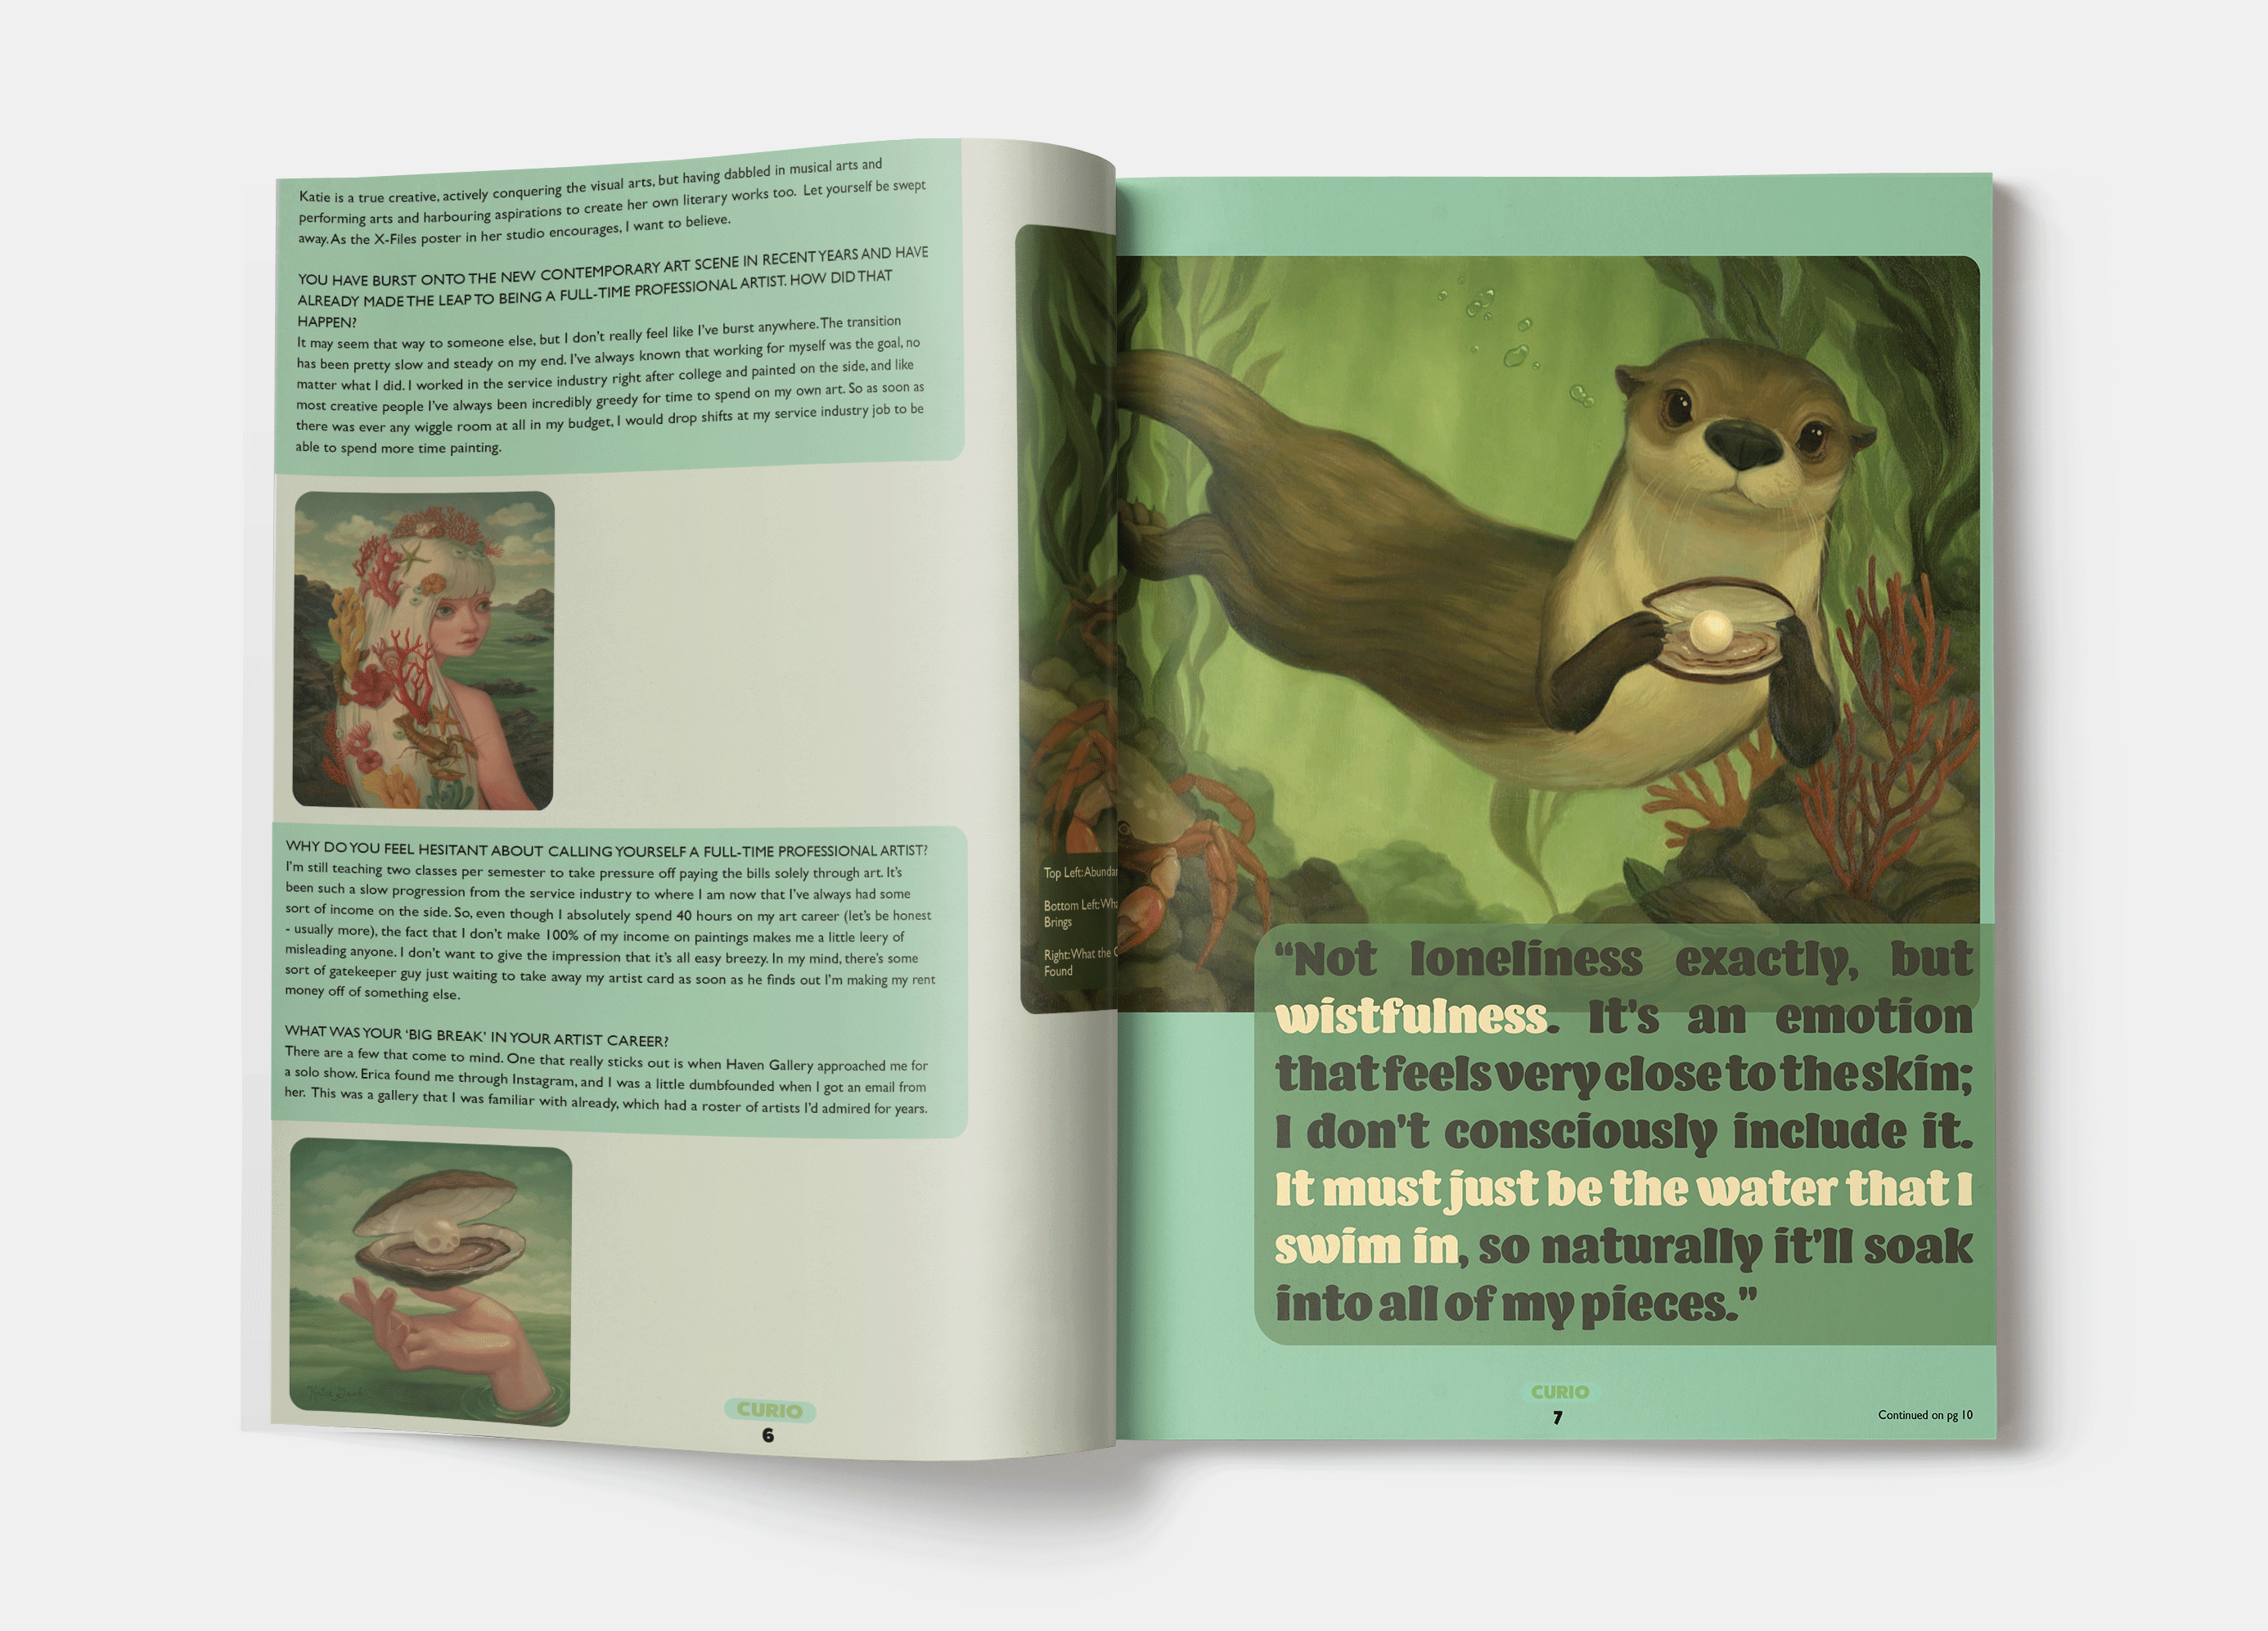 Katie is a true creative, actively conquering the visual arts, but having dabbled in musical arts and
performing arts and harbouring aspirations to create her own literary works too. Let yourself be swept
away. As the X-Files poster in her studio encourages, I want to believe.
YOU HAVE BURST ONTO THE NEW CONTEMPORARY ART SCENE IN RECENT YEARS AND HAVE
ALREADY MADE THE LEAP TO BEING A FULL-TIME PROFESSIONAL ARTIST. HOW DID THAT
HAPPEN?
It may seem that way to someone else, but I don't really feel like I've burst anywhere. The transition
has been pretty slow and steady on my end. I've always known that working for myself was the goal, no
matter what I did. I worked in the service industry right after college and painted on the side, and like
most creative people I've always been incredibly greedy for time to spend on my own art. So as soon as
there was ever any wiggle room at all in my budget, I would drop shifts at my service industry job to be
able to spend more time painting.
WHY DO YOU FEEL HESITANT ABOUT CALLING YOURSELF A FULL-TIME PROFESSIONAL ARTIST?
I'm still teaching two classes per semester to take pressure off paying the bills solely through art. It's
been such a slow progression from the service industry to where I am now that I've always had some
sort of income on the side. So, even though I absolutely spend 40 hours on my art career (let's be honest
- usually more), the fact that I don't make 100% of my income on paintings makes me a little leery of
misleading anyone. I don't want to give the impression that it's all easy breezy. In my mind, there's some
sort of gatekeeper guy just waiting to take away my artist card as soon as he finds out I'm making my rent
money off of something else.
WHAT WAS YOUR ‘BIG BREAK’ IN YOUR ARTIST CAREER?
There are a few that come to mind. One that really sticks out is when Haven Gallery approached me for
a solo show. Erica found me through Instagram, and I was a little dumbfounded when I got an email from
her. This was a gallery that I was familiar with already, which had a roster of artists I'd admired for years.
CURIO
6
Top Left:
Bottom Left:
Brings
Right: What the
Found
“Not loneliness exactly, but
wistfulness. It's an emotion
that feels very close to the skin;
I don't consciously include it.
It must just be the water that I
swim in, so naturally it'll soak
into all of my pieces.”
CURIO
7
Continued on pg 10